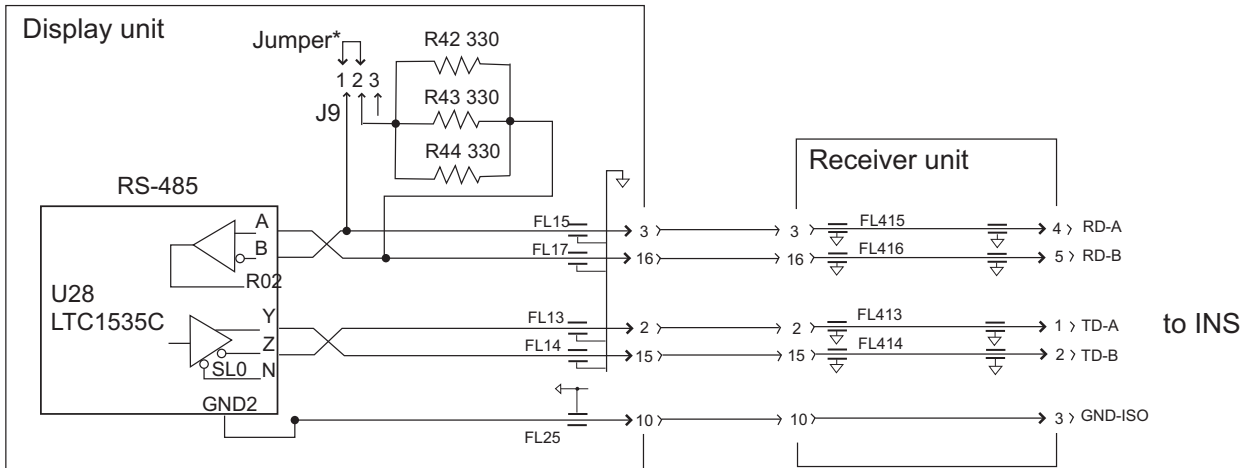 Display unit
Jumper*
R42 330
1 2 3
J9
R43 330
R44 330
Receiver unit
RS-485
A
FL15
3
3
FL415
4
RD-A
B
FL17
16
16
FL416
5
RD-B
R02
U28
LTC1535C
Y
FL13
2
2
FL413
1
TD-A
to INS
Z
FL14
15
15
FL414
2
TD-B
SL0
N
GND2
FL25
10
10
3
GND-ISO